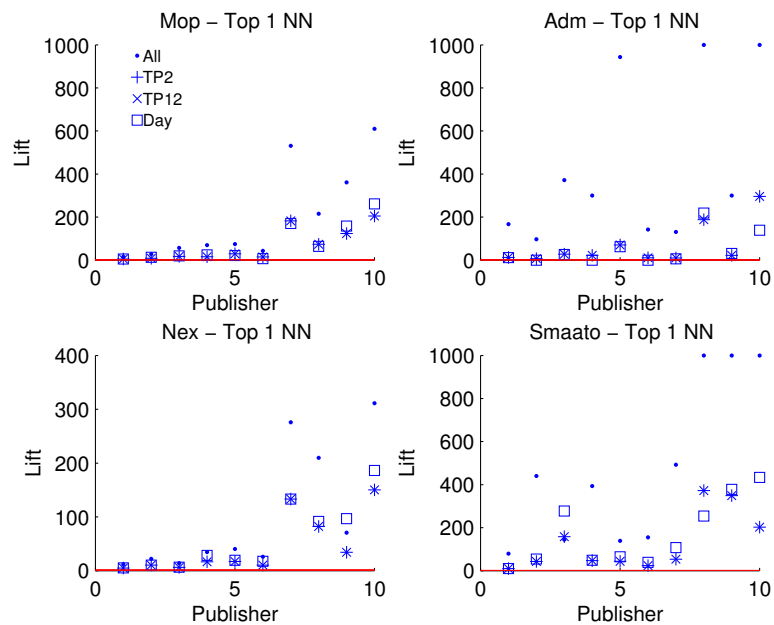 Mop − Top 1 NN
1000
800
600
400
200
0
0
5
10
Lift
Publisher
All
TP2
TP12
Day
Adm − Top 1 NN
1000
800
600
400
200
0
0
5
10
Lift
Publisher
Nex − Top 1 NN
400
300
200
100
0
0
5
10
Lift
Publisher
Smaato − Top 1 NN
1000
800
600
400
200
0
0
5
10
Lift
Publisher